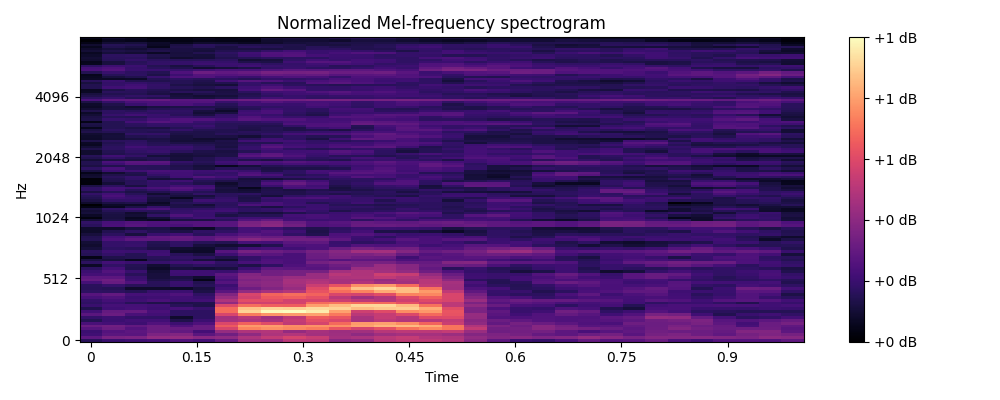 Normalized Mel-frequency spectrogram
Hz
4096
2048
1024
512
0
0 0.15 0.3 0.45 0.6 0.75 0.9
Time
+1 dB
+1 dB
+1 dB
+0 dB
+0 dB
+0 dB